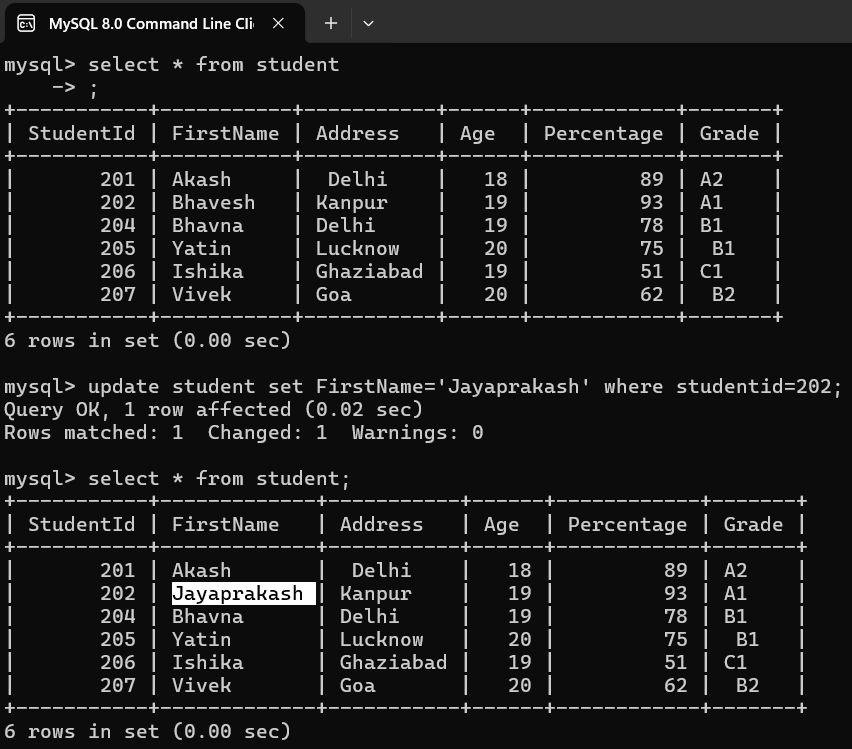 MySQL 8.0 Command Line Cli
mysql> select * from student
    -> ;
+-----------+-----------+-----------+------+------------+-------+
| StudentId | FirstName | Address   | Age  | Percentage | Grade |
+-----------+-----------+-----------+------+------------+-------+
|       201 | Akash     |  Delhi    |   18 |         89 | A2    |
|       202 | Bhavesh   | Kanpur    |   19 |         93 | A1    |
|       204 | Bhavna    | Delhi     |   19 |         78 | B1    |
|       205 | Yatin     | Lucknow   |   20 |         75 |  B1   |
|       206 | Ishika    | Ghaziabad |   19 |         51 | C1    |
|       207 | Vivek     | Goa       |   20 |         62 |  B2   |
+-----------+-----------+-----------+------+------------+-------+
6 rows in set (0.00 sec)
mysql> update student set FirstName='Jayaprakash' where studentid=202;
Query OK, 1 row affected (0.02 sec)
Rows matched: 1  Changed: 1  Warnings: 0
mysql> select * from student;
+-----------+-------------+-----------+------+------------+-------+
| StudentId | FirstName   | Address   | Age  | Percentage | Grade |
+-----------+-------------+-----------+------+------------+-------+
|       201 | Akash       |  Delhi    |   18 |         89 | A2    |
|       202 | Jayaprakash | Kanpur    |   19 |         93 | A1    |
|       204 | Bhavna      | Delhi     |   19 |         78 | B1    |
|       205 | Yatin       | Lucknow   |   20 |         75 |  B1   |
|       206 | Ishika      | Ghaziabad |   19 |         51 | C1    |
|       207 | Vivek       | Goa       |   20 |         62 |  B2   |
+-----------+-------------+-----------+------+------------+-------+
6 rows in set (0.00 sec)